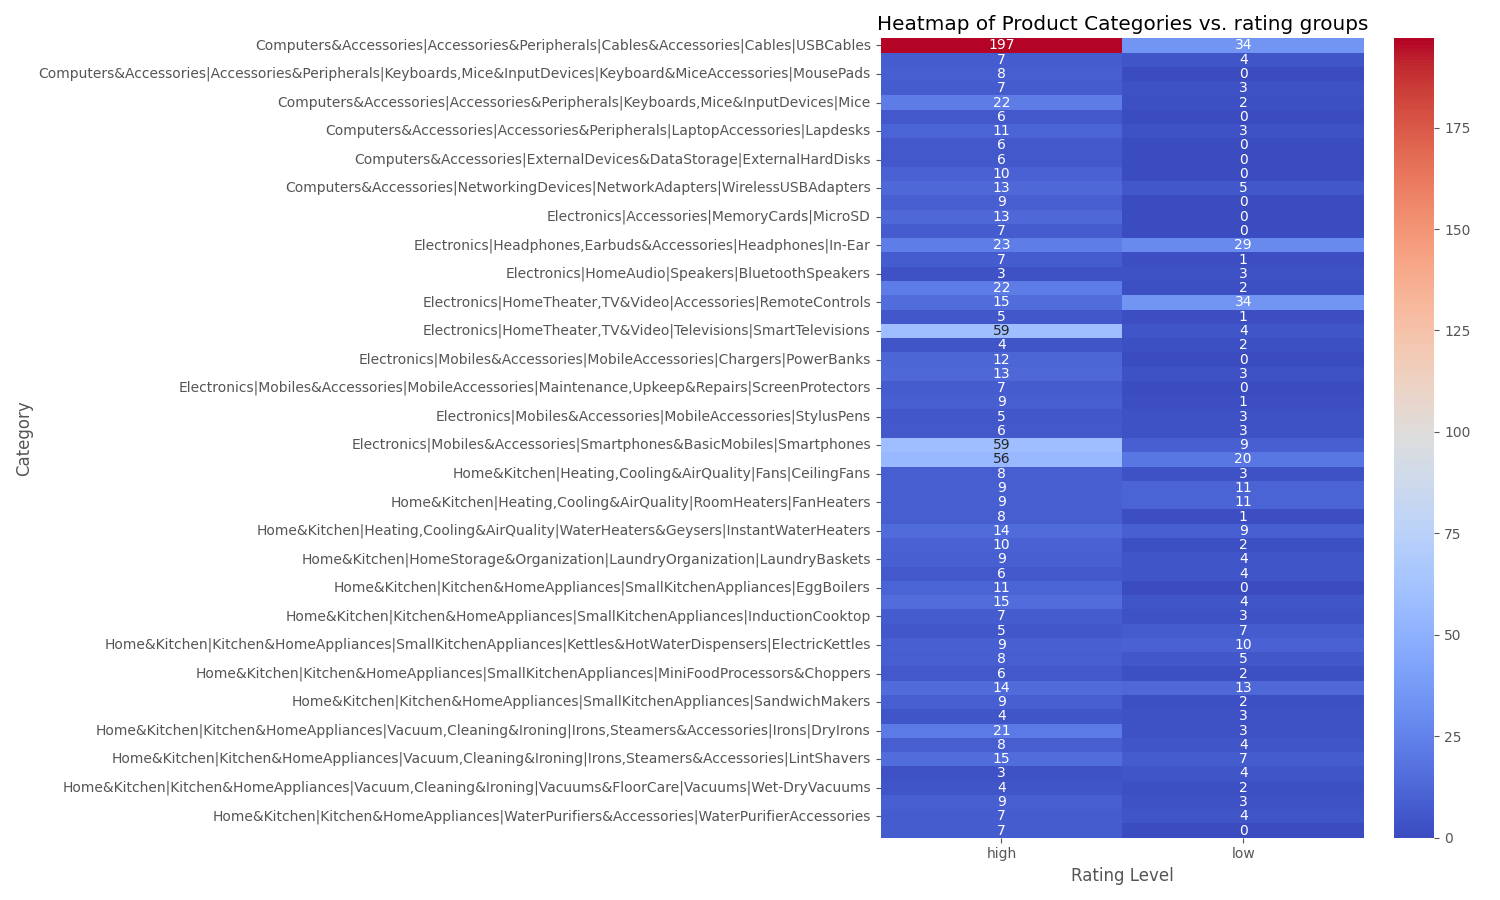 Heatmap of Product Categories vs. rating groups
Computers&Accessories|Accessories&Peripherals|Cables&Accessories|Cables|USBCables 197 34
7 4
Computers&Accessories|Accessories&Peripherals|Keyboards,Mice&InputDevices|Keyboard&MiceAccessories|MousePads 8 0
7 3
Computers&Accessories|Accessories&Peripherals|Keyboards,Mice&InputDevices|Mice 22 2
6 0
Computers&Accessories|Accessories&Peripherals|LaptopAccessories|Lapdesks 11 3
6 0
Computers&Accessories|ExternalDevices&DataStorage|ExternalHardDisks 6 0
10 0
Computers&Accessories|NetworkingDevices|NetworkAdapters|WirelessUSBAdapters 13 5
9 0
Electronics|Accessories|MemoryCards|MicroSD 13 0
7 0
Electronics|Headphones,Earbuds&Accessories|Headphones|In-Ear 23 29
7 1
Electronics|HomeAudio|Speakers|BluetoothSpeakers 3 3
22 2
Electronics|HomeTheater,TV&Video|Accessories|RemoteControls 15 34
5 1
Electronics|HomeTheater,TV&Video|Televisions|SmartTelevisions 59 4
4 2
Electronics|Mobiles&Accessories|MobileAccessories|Chargers|PowerBanks 12 0
13 3
Electronics|Mobiles&Accessories|MobileAccessories|Maintenance,Upkeep&Repairs|ScreenProtectors 7 0
9 1
Electronics|Mobiles&Accessories|MobileAccessories|StylusPens 5 3
6 3
Electronics|Mobiles&Accessories|Smartphones&BasicMobiles|Smartphones 59 9
56 20
Home&Kitchen|Heating,Cooling&AirQuality|Fans|CeilingFans 8 3
9 11
Home&Kitchen|Heating,Cooling&AirQuality|RoomHeaters|FanHeaters 9 11
8 1
Home&Kitchen|Heating,Cooling&AirQuality|WaterHeaters&Geysers|InstantWaterHeaters 14 9
10 2
Home&Kitchen|HomeStorage&Organization|LaundryOrganization|LaundryBaskets 9 4
6 4
Home&Kitchen|Kitchen&HomeAppliances|SmallKitchenAppliances|EggBoilers 11 0
15 4
Home&Kitchen|Kitchen&HomeAppliances|SmallKitchenAppliances|InductionCooktop 7 3
5 7
Home&Kitchen|Kitchen&HomeAppliances|SmallKitchenAppliances|Kettles&HotWaterDispensers|ElectricKettles 9 10
8 5
Home&Kitchen|Kitchen&HomeAppliances|SmallKitchenAppliances|MiniFoodProcessors&Choppers 6 2
14 13
Home&Kitchen|Kitchen&HomeAppliances|SmallKitchenAppliances|SandwichMakers 9 2
4 3
Home&Kitchen|Kitchen&HomeAppliances|Vacuum,Cleaning&Ironing|Irons,Steamers&Accessories|Irons|DryIrons 21 3
8 4
Home&Kitchen|Kitchen&HomeAppliances|Vacuum,Cleaning&Ironing|Irons,Steamers&Accessories|LintShavers 15 7
3 4
Home&Kitchen|Kitchen&HomeAppliances|Vacuum,Cleaning&Ironing|Vacuums&FloorCare|Vacuums|Wet-DryVacuums 4 2
9 3
Home&Kitchen|Kitchen&HomeAppliances|WaterPurifiers&Accessories|WaterPurifierAccessories 7 4
7 0
high low
Rating Level
Category
175
150
125
100
75
50
25
0